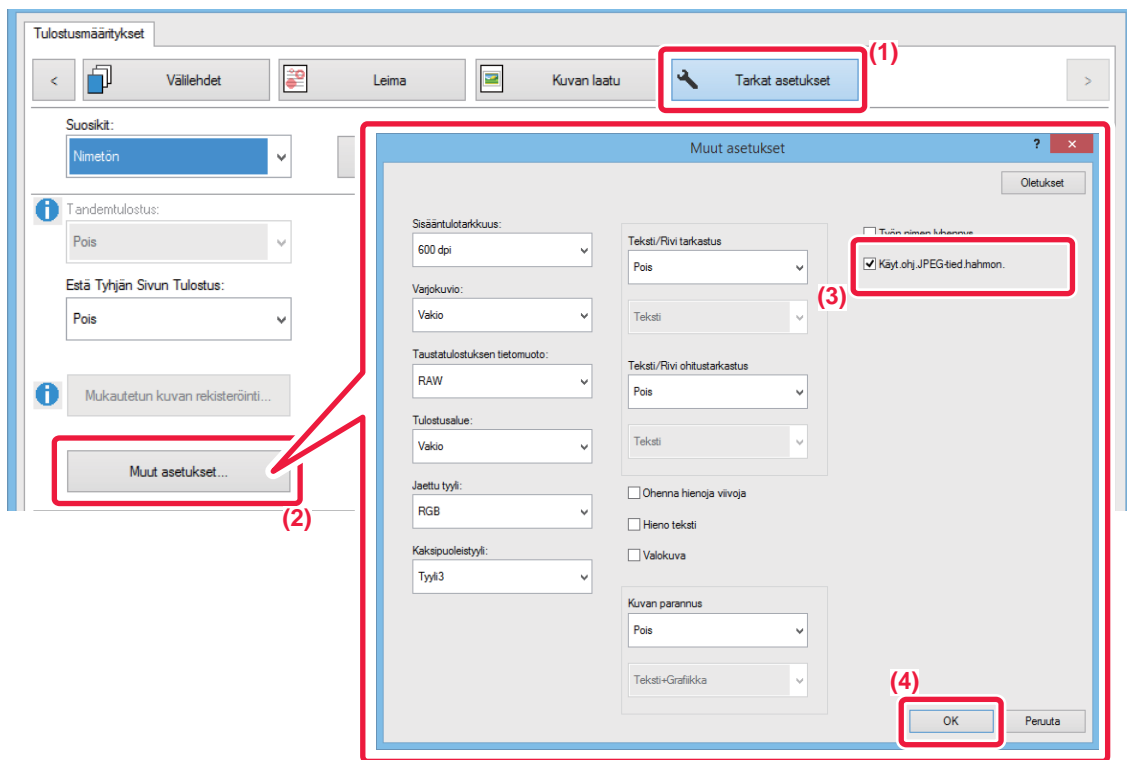 Tulostusmääritykset
(1)
<
Välilehdet
Leima
Kuvan laatu
Tarkat asetukset
>
Suosikit:
Nimetön
Tandemtulostus:
Pois
Estä Tyhjän Sivun Tulostus:
Pois
Mukautetun kuvan rekisteröinti...
Muut asetukset...
(2)
Muut asetukset
?
×
Oletukset
Sisääntulotarkkuus:
600 dpi
Varjokuvio:
Vakio
Taustatulostuksen tietomuoto:
RAW
Tulostusalue:
Vakio
Jaettu tyyli:
RGB
Kaksipuoleistyyli:
Tyyli3
Teksti/Rivi tarkastus
Pois
Teksti
Teksti/Rivi ohitustarkastus
Pois
Teksti
Ohenna hienoja viivoja
Hieno teksti
Valokuva
Kuvan parannus
Pois
Teksti+Grafiikka
Työn nimen lyhennys
Käyt.ohj.JPEG-tied.hahmon.
(3)
(4)
OK
Peruuta